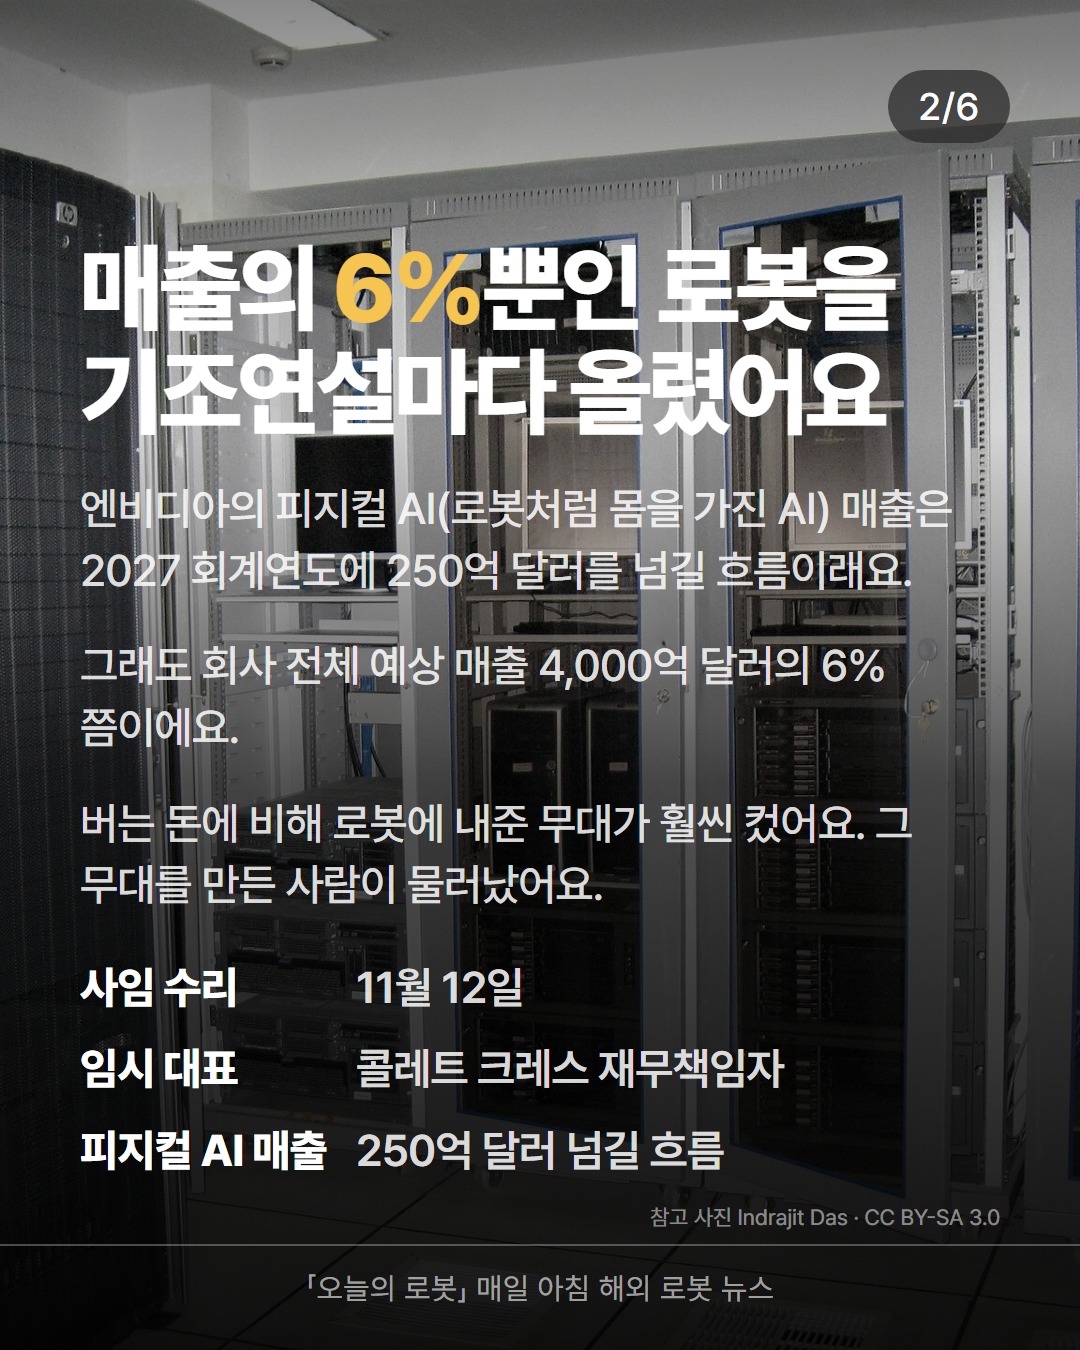 2/6
매출의 6%뿐인 로봇을
기조연설마다 올렸어요
엔비디아의 피지컬 AI(로봇처럼 몸을 가진 AI) 매출은
2027 회계연도에 250억 달러를 넘길 흐름이래요.
그래도 회사 전체 예상 매출 4,000억 달러의 6%
쯤이에요.
버는 돈에 비해 로봇에 내준 무대가 훨씬 컸어요. 그
무대를 만든 사람이 물러났어요.
사임 수리 11월 12일
임시 대표 콜레트 크레스 재무책임자
피지컬 AI 매출 250억 달러 넘길 흐름
참고 사진 Indrajit Das · CC BY-SA 3.0
「오늘의 로봇」 매일 아침 해외 로봇 뉴스